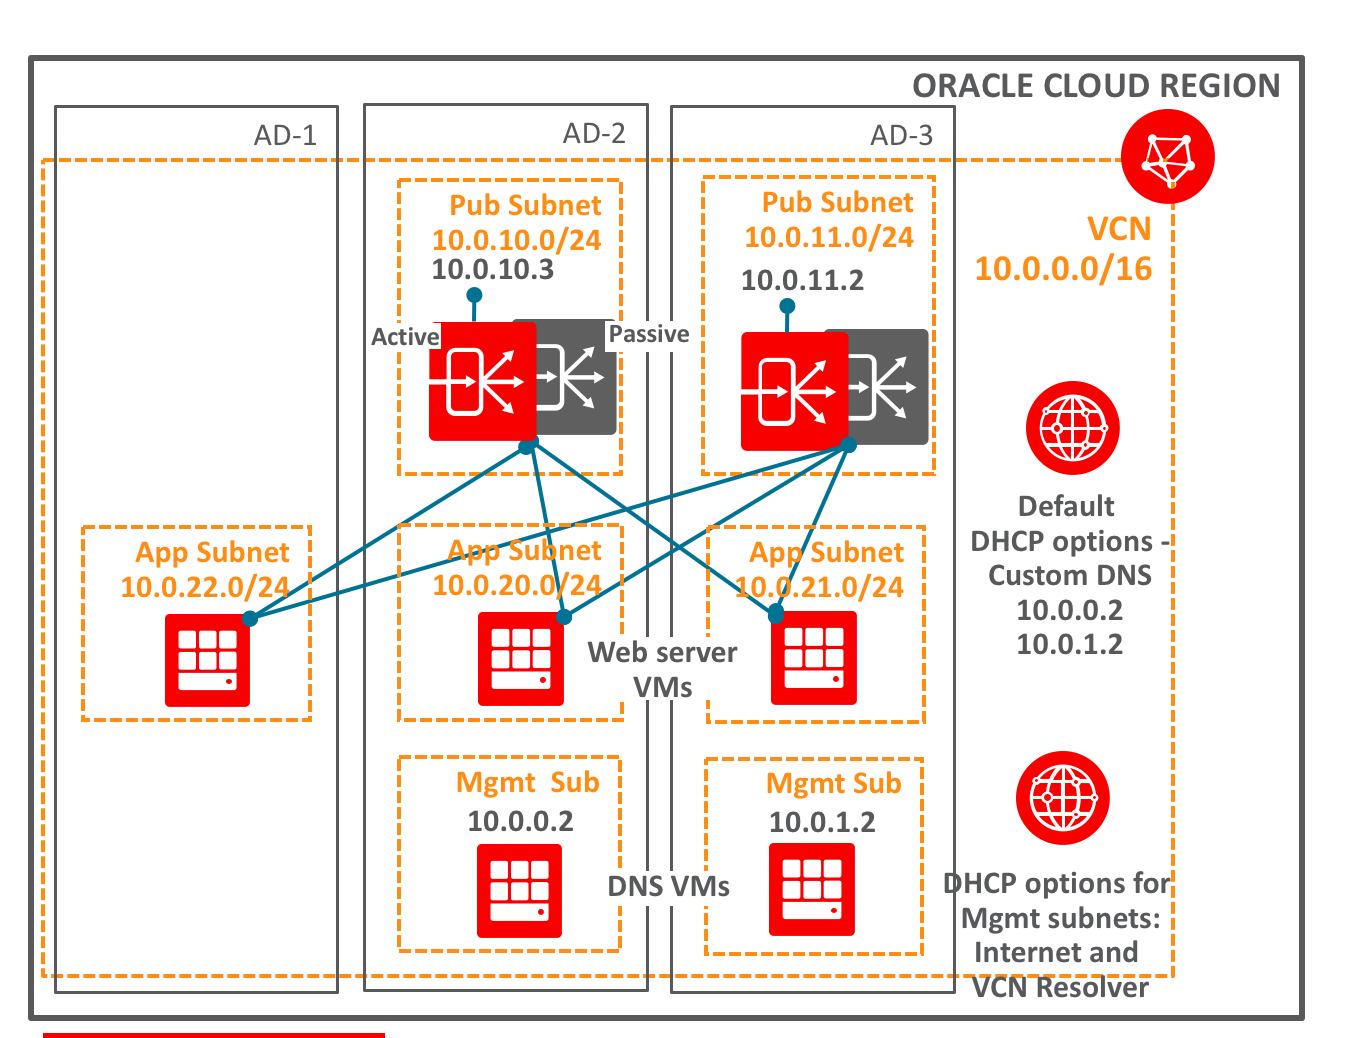 ORACLE CLOUD REGION
AD-1
AD-2
AD-3
VCN
10.0.0.0/16
Pub Subnet
10.0.10.0/24
10.0.10.3
Active
Passive
Pub Subnet
10.0.11.0/24
10.0.11.2
App Subnet
10.0.22.0/24
App Subnet
10.0.20.0/24
App Subnet
10.0.21.0/24
Web server
VMs
Default
DHCP options -
Custom DNS
10.0.0.2
10.0.1.2
Mgmt  Sub
10.0.0.2
Mgmt Sub
10.0.1.2
DNS VMs
DHCP options for
Mgmt subnets:
Internet and
VCN Resolver